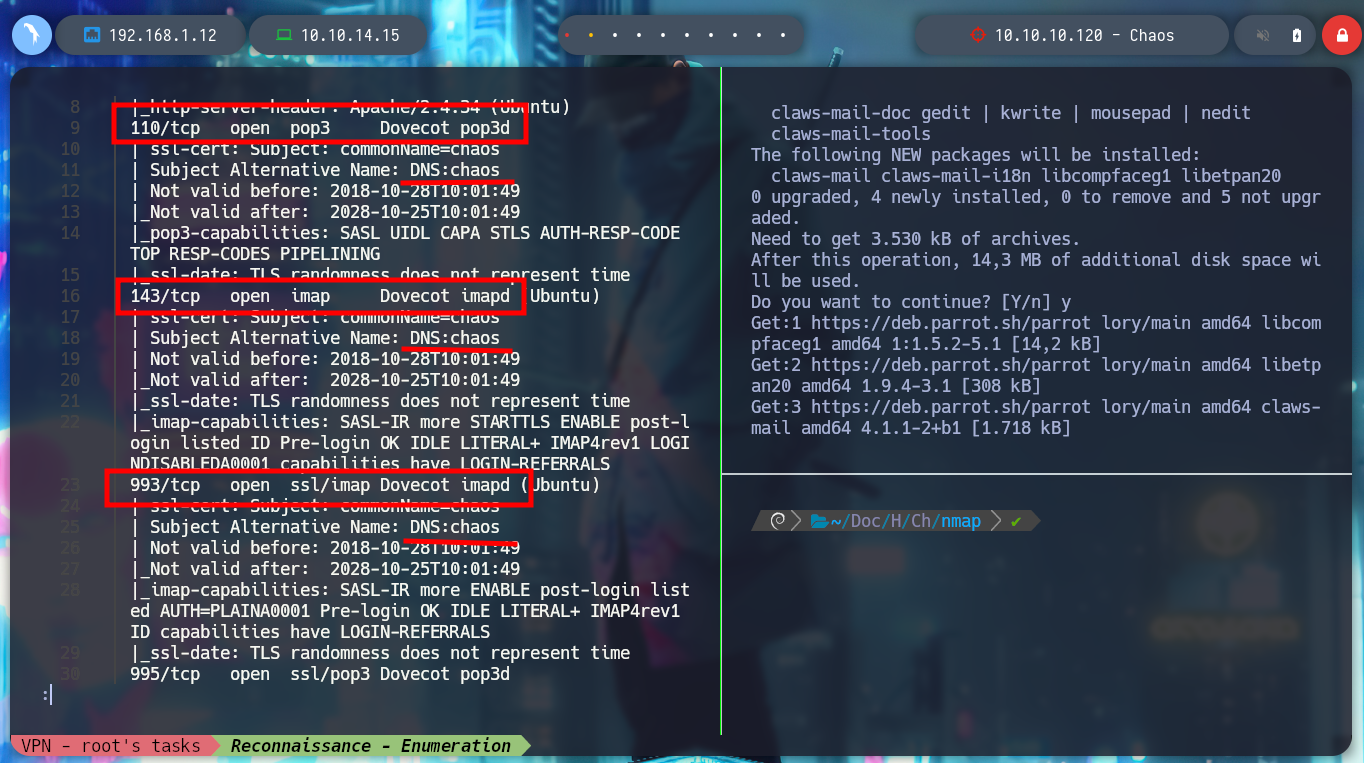 192.168.1.12
10.10.14.15
10.10.10.120 - Chaos
8 |_http-server-header: Apache/2.4.34 (Ubuntu)
9 110/tcp open pop3 Dovecot pop3d
10 | ssl-cert: Subject: commonName=chaos
11 | Subject Alternative Name: DNS:chaos
12 | Not valid before: 2018-10-28T10:01:49
13 |_Not valid after: 2028-10-25T10:01:49
14 |_pop3-capabilities: SASL UIDL CAPA STLS AUTH-RESP-CODE
TOP RESP-CODES PIPELINING
15 |_ssl-date: TLS randomness does not represent time
16 143/tcp open imap Dovecot imapd (Ubuntu)
17 | ssl-cert: Subject: commonName=chaos
18 | Subject Alternative Name: DNS:chaos
19 | Not valid before: 2018-10-28T10:01:49
20 |_Not valid after: 2028-10-25T10:01:49
21 |_ssl-date: TLS randomness does not represent time
22 |_imap-capabilities: SASL-IR more STARTTLS ENABLE post-l
ogin listed ID Pre-login OK IDLE LITERAL+ IMAP4rev1 LOGI
NDISABLEDA0001 capabilities have LOGIN-REFERRALS
23 993/tcp open ssl/imap Dovecot imapd (Ubuntu)
24 | ssl-cert: Subject: commonName=chaos
25 | Subject Alternative Name: DNS:chaos
26 | Not valid before: 2018-10-28T10:01:49
27 |_Not valid after: 2028-10-25T10:01:49
28 |_imap-capabilities: SASL-IR more ENABLE post-login list
ed AUTH=PLAINA0001 Pre-login OK IDLE LITERAL+ IMAP4rev1
ID capabilities have LOGIN-REFERRALS
29 |_ssl-date: TLS randomness does not represent time
30 995/tcp open ssl/pop3 Dovecot pop3d
:
claws-mail-doc gedit | kwrite | mousepad | nedit
claws-mail-tools
The following NEW packages will be installed:
claws-mail claws-mail-i18n libcompfaceg1 libetpan20
0 upgraded, 4 newly installed, 0 to remove and 5 not upgr
aded.
Need to get 3.530 kB of archives.
After this operation, 14,3 MB of additional disk space wi
ll be used.
Do you want to continue? [Y/n] y
Get:1 https://deb.parrot.sh/parrot lory/main amd64 libcom
pfaceg1 amd64 1:1.5.2-5.1 [14,2 kB]
Get:2 https://deb.parrot.sh/parrot lory/main amd64 libetp
an20 amd64 1.9.4-3.1 [308 kB]
Get:3 https://deb.parrot.sh/parrot lory/main amd64 claws-
mail amd64 4.1.1-2+b1 [1.718 kB]
~/Doc/H/Ch/nmap ✔
VPN - root's tasks Reconnaissance - Enumeration